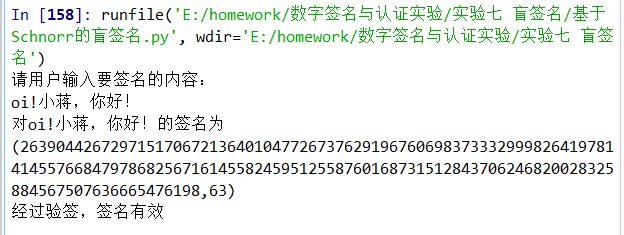 In [158]: runfile('E:/homework/数字签名与认证实验/实验七 盲签名/基于
Schnorr的盲签名.py', wdir='E:/homework/数字签名与认证实验/实验七 盲签
名')
请用户输入要签名的内容：
oi!小蒋，你好！
对oi!小蒋，你好！的签名为
(263904426729715170672136401047726737629196760698373332999826419781
4145576684797868256716145582459512558760168731512843706246820028325
884567507636665476198,63)
经过验签，签名有效